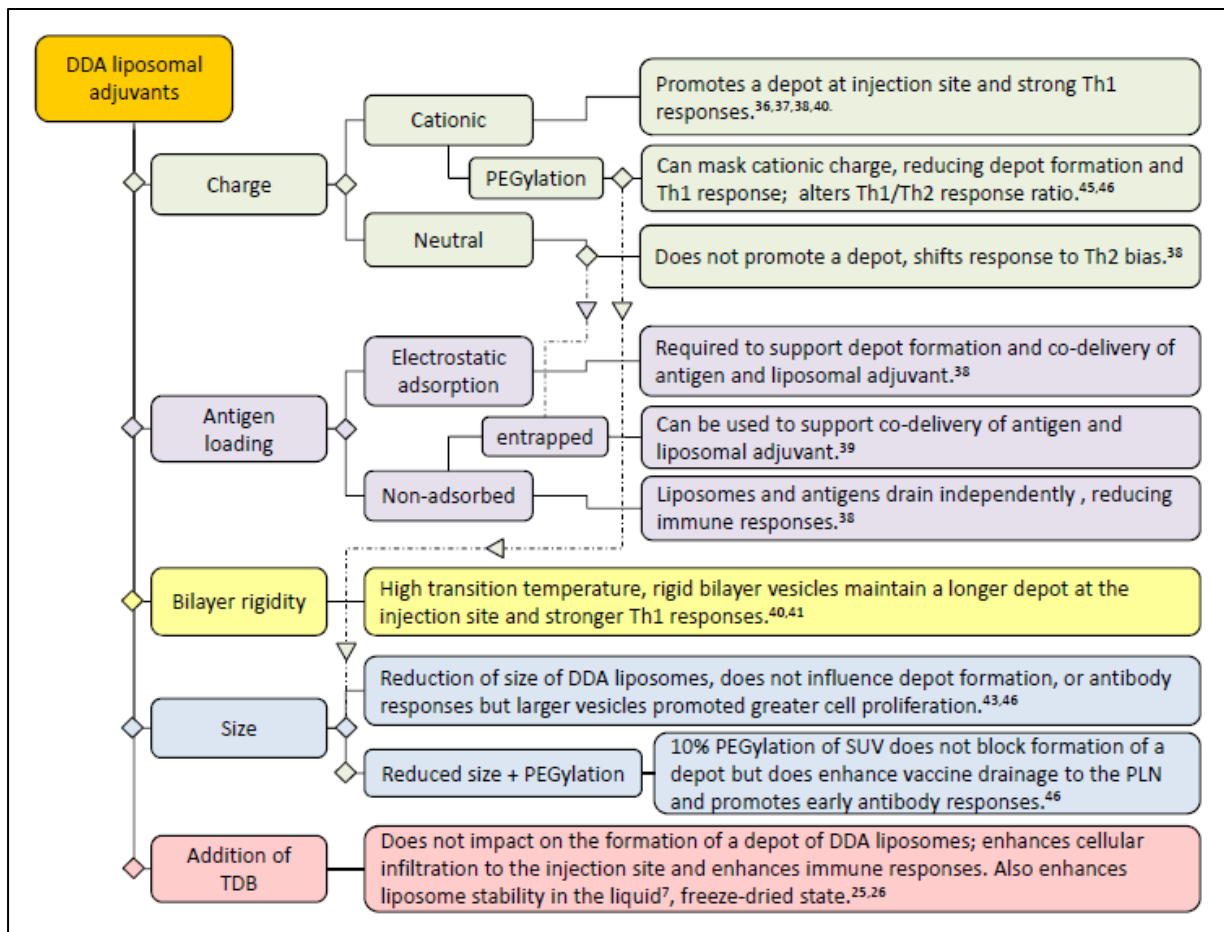 DDA liposomal
adjuvants
Charge
Cationic
Promotes a depot at injection site and strong Th1
responses.36,37,38,40.
PEGylation
Can mask cationic charge, reducing depot formation and
Th1 response;  alters Th1/Th2 response ratio.45,46
Neutral
Does not promote a depot, shifts response to Th2 bias.38
Antigen
loading
Electrostatic
adsorption
Required to support depot formation and co-delivery of
antigen and liposomal adjuvant.38
entrapped
Can be used to support co-delivery of antigen and
liposomal adjuvant.39
Non-adsorbed
Liposomes and antigens drain independently , reducing
immune responses.38
Bilayer rigidity
High transition temperature, rigid bilayer vesicles maintain a longer depot at the
injection site and stronger Th1 responses.40,41
Size
Reduction of size of DDA liposomes, does not influence depot formation, or antibody
responses but larger vesicles promoted greater cell proliferation.43,46
Reduced size + PEGylation
10% PEGylation of SUV does not block formation of a
depot but does enhance vaccine drainage to the PLN
and promotes early antibody responses.46
Addition of
TDB
Does not impact on the formation of a depot of DDA liposomes; enhances cellular
infiltration to the injection site and enhances immune responses. Also enhances
liposome stability in the liquid7, freeze-dried state.25,26